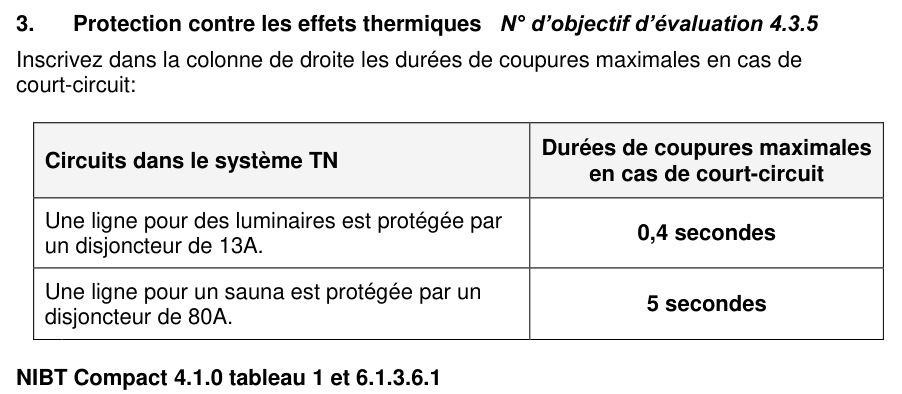 3. Protection contre les effets thermiques N° d'objectif d'évaluation 4.3.5
Inscrivez dans la colonne de droite les durées de coupures maximales en cas de
court-circuit:
Circuits dans le système TN
Durées de coupures maximales
en cas de court-circuit
Une ligne pour des luminaires est protégée par
un disjoncteur de 13A.
0,4 secondes
Une ligne pour un sauna est protégée par un
disjoncteur de 80A.
5 secondes
NIBT Compact 4.1.0 tableau 1 et 6.1.3.6.1